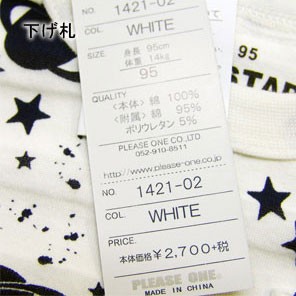 下げ札
NO. 1421-02
COL. WHITE
SIZE. 身長 95cm
体重 14kg
95
QUALITY
<本体> 綿 100%
<附属> 綿 95%
ポリウレタン 5%
PLEASE ONE CO.,LTD
052-910-8511
http://www.please-one.co.jp
NO. 1421-02
COL. WHITE
PRICE.
本体価格 ¥2,700+税
PLEASE ONE.
MADE IN CHINA
95
STAR